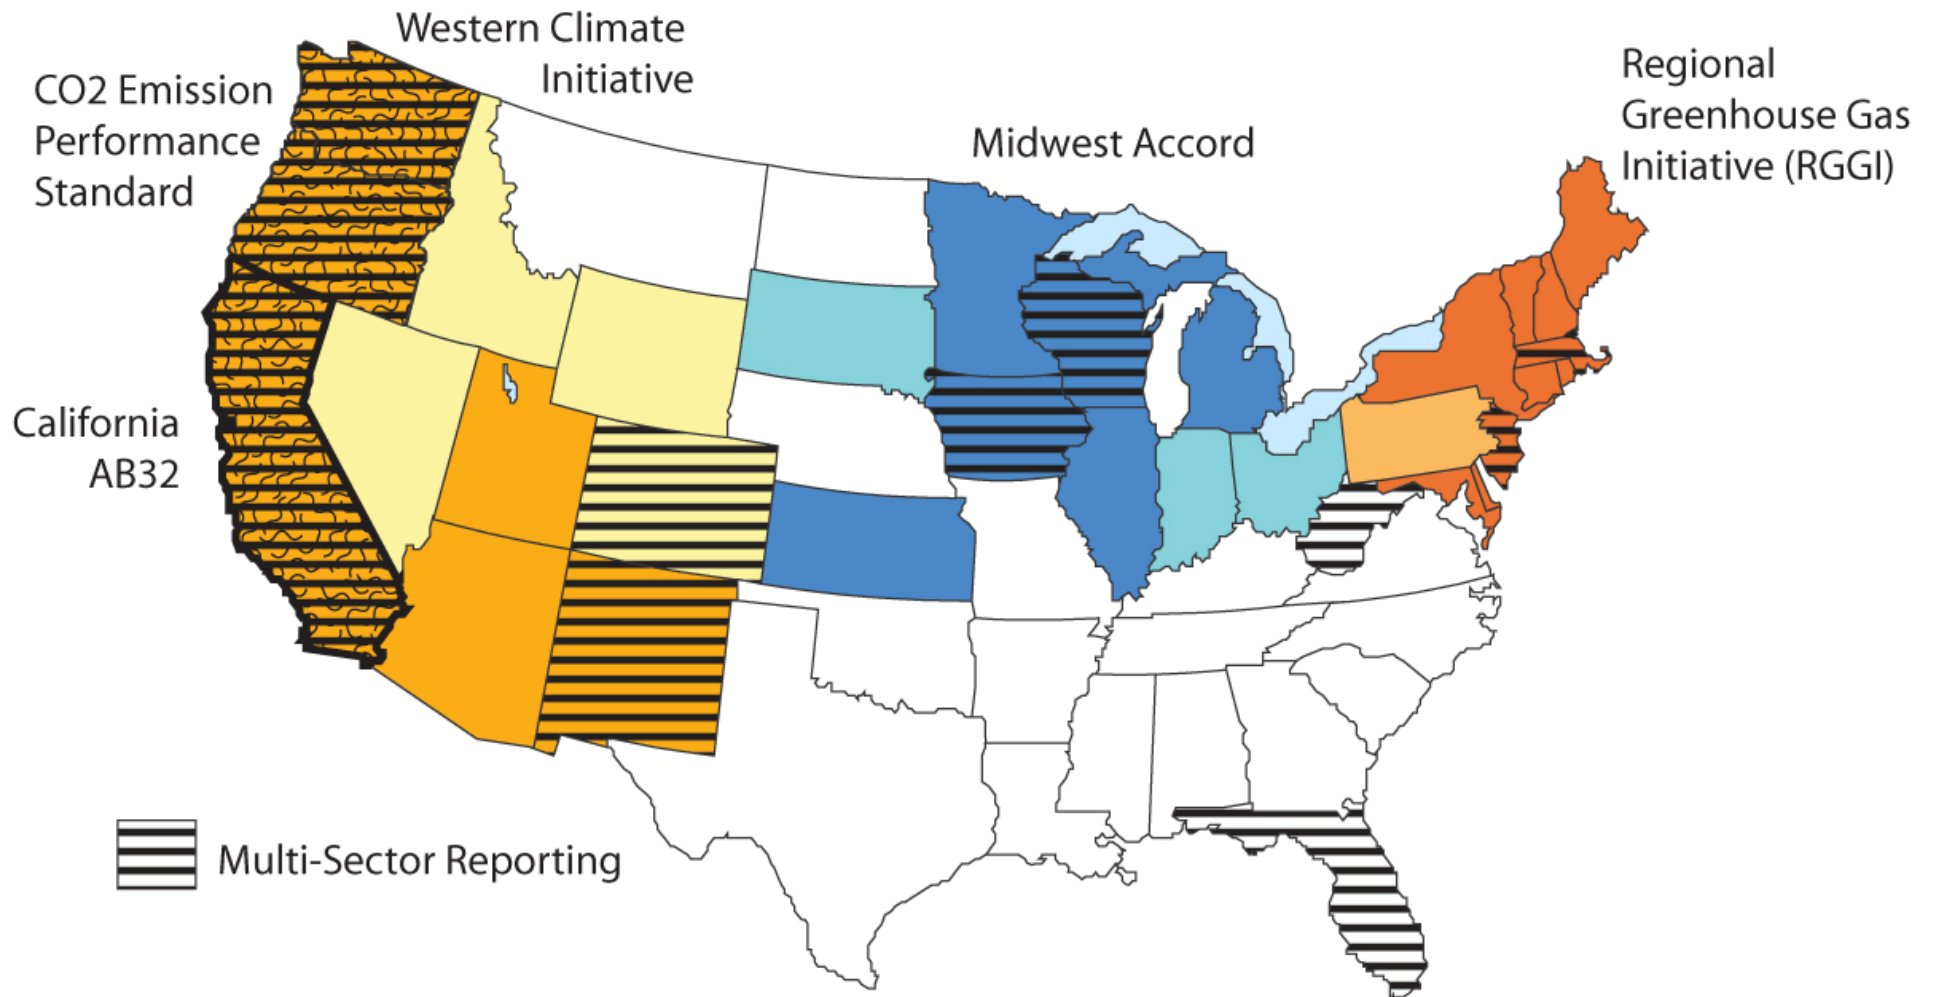 Western Climate
Initiative
CO2 Emission
Performance
Standard
Midwest Accord
Regional
Greenhouse Gas
Initiative (RGGI)
California
AB32
Multi-Sector Reporting